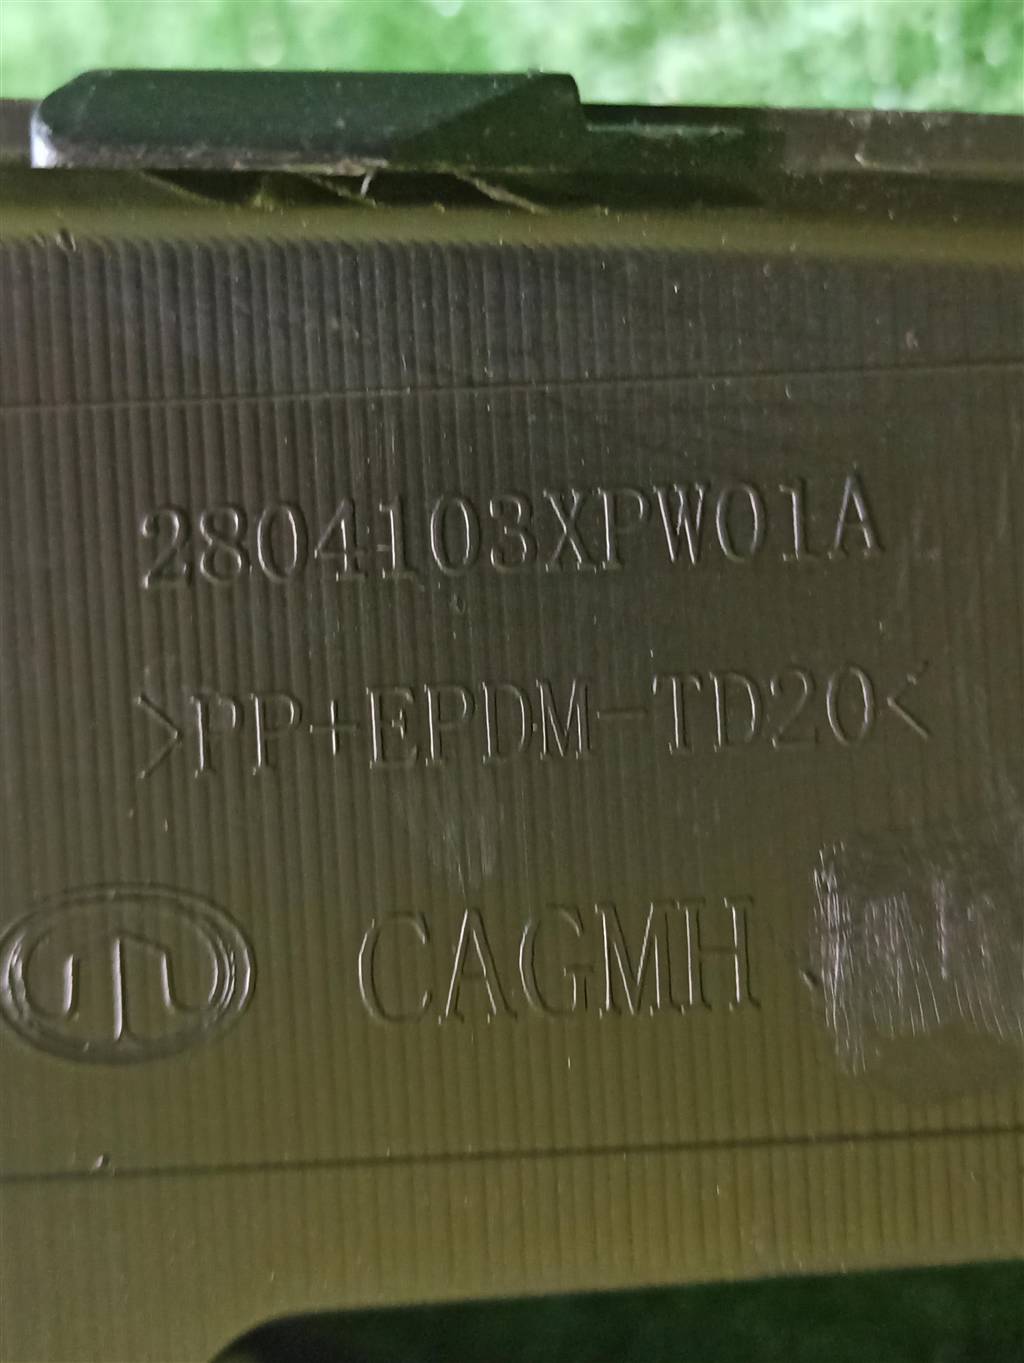 2804103XPW01A
>PP+EPDM-TD20<
CAGMH